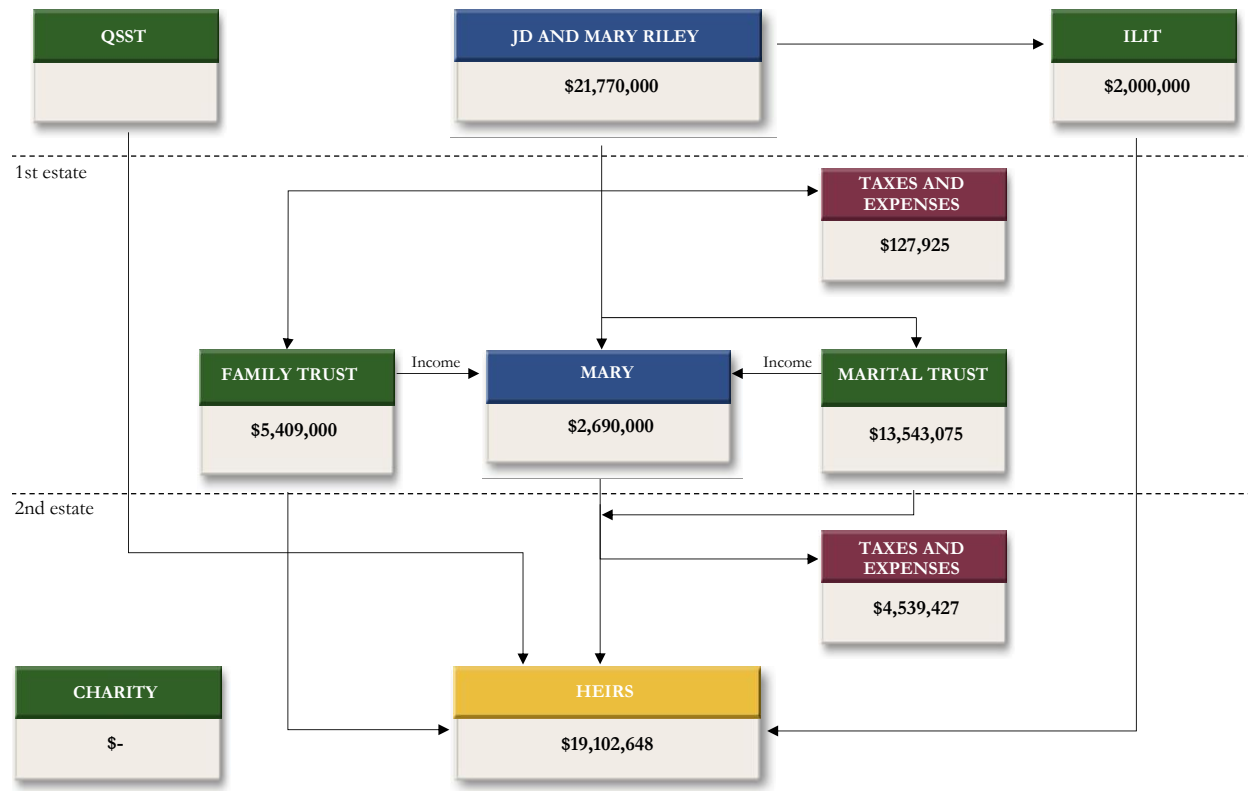 QSST
JD AND MARY RILEY
$21,770,000
ILIT
$2,000,000
1st estate
TAXES AND
EXPENSES
$127,925
FAMILY TRUST
$5,409,000
Income
MARY
$2,690,000
Income
MARITAL TRUST
$13,543,075
2nd estate
TAXES AND
EXPENSES
$4,539,427
CHARITY
$-
HEIRS
$19,102,648